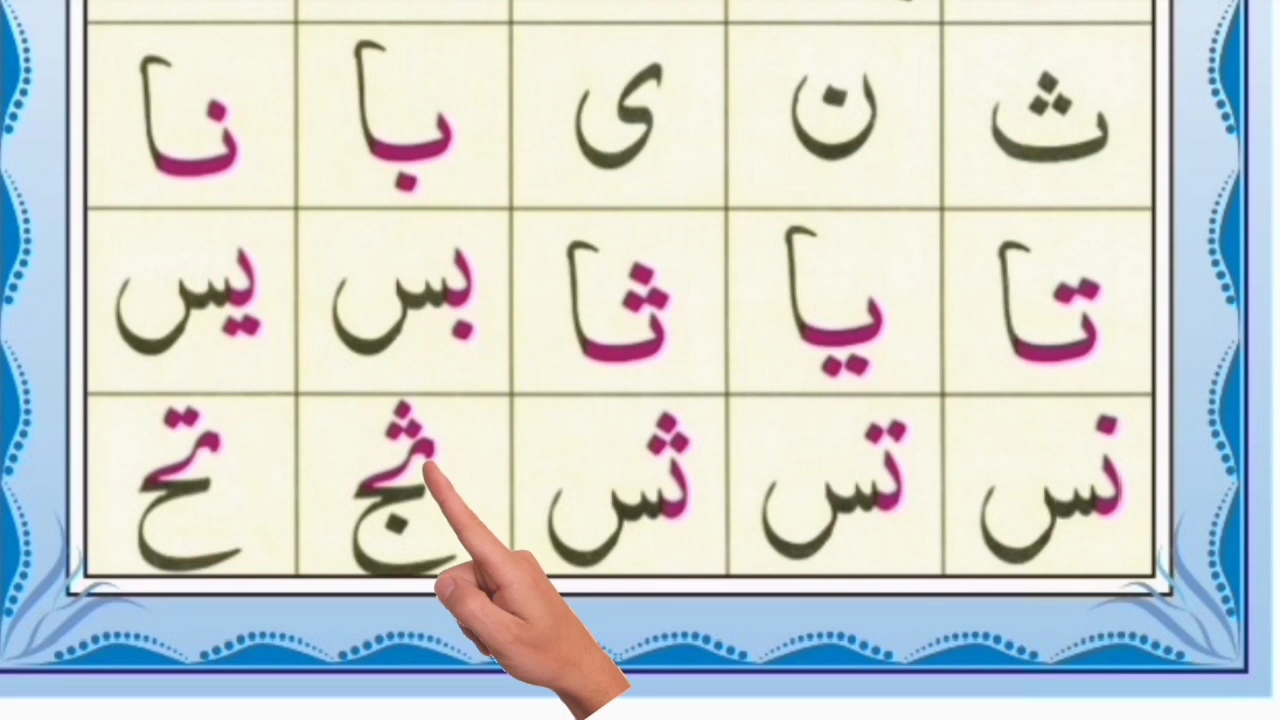 ث ن ی با نا
تا یا ثا بس یس
نس تس ثس ثج تح